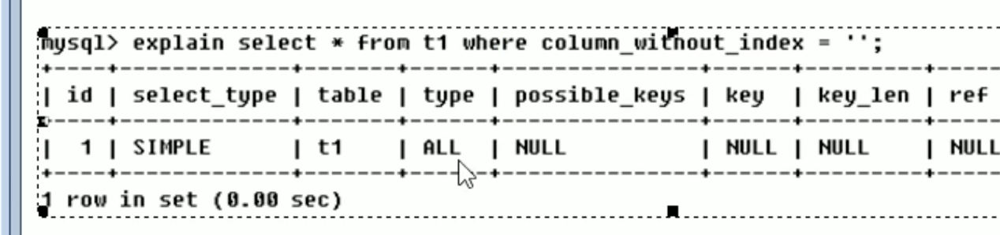 mysql> explain select * from t1 where column_without_index = '';
+----+-------------+-------+------+---------------+------+---------+-----
| id | select_type | table | type | possible_keys | key | key_len | ref
+----+-------------+-------+------+---------------+------+---------+-----
| 1 | SIMPLE | t1 | ALL | NULL | NULL | NULL | NULL
+----+-------------+-------+------+---------------+------+---------+-----
1 row in set (0.00 sec)